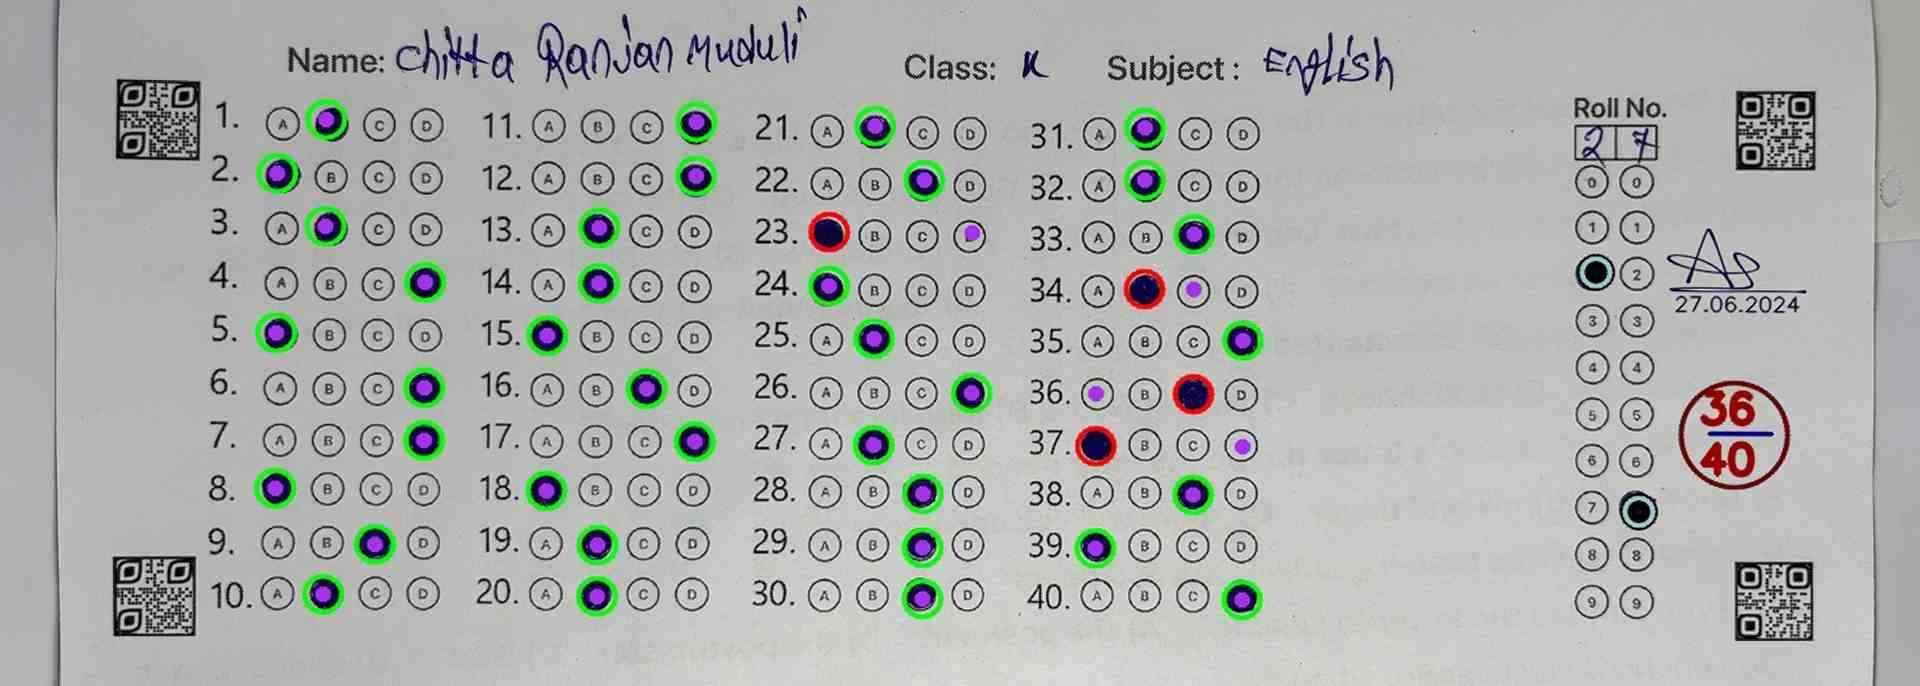 Name: Chitta Ranjan Muduli Class: X Subject: English
Roll No.
2 7
1. A C D 11. A B C 21. A C D 31. A C D
0 0
2. B C D 12. A B C 22. A B D 32. A C D
3. A C D 13. A C D 23. B C 33. A B D
1 1
4. A B C 14. A C D 24. B C D 34. A D
2
5. B C D 15. B C D 25. A C D 35. A B C
3 3
27.06.2024
6. A B C 16. A B D 26. A B C 36. B D
4 4
7. A B C 17. A B C 27. A C D 37. B C
5 5
36
40
8. B C D 18. B C D 28. A B D 38. A B D
6 6
7
9. A B D 19. A C D 29. A B D 39. B C D
8 8
10. A C D 20. A C D 30. A B D 40. A B C
9 9